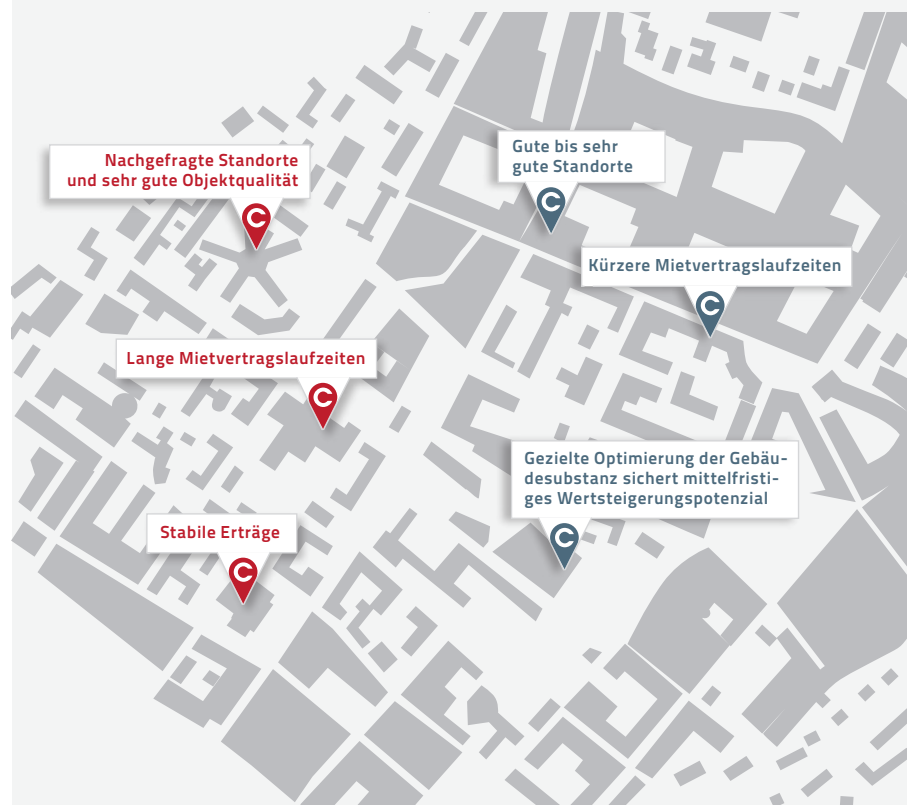 Nachgefragte Standorte
und sehr gute Objektqualität
C
Lange Mietvertragslaufzeiten
C
Stabile Erträge
C
Gute bis sehr
gute Standorte
C
Kürzere Mietvertragslaufzeiten
C
Gezielte Optimierung der Gebäu-
desubstanz sichert mittelfristi-
ges Wertsteigerungspotenzial
C